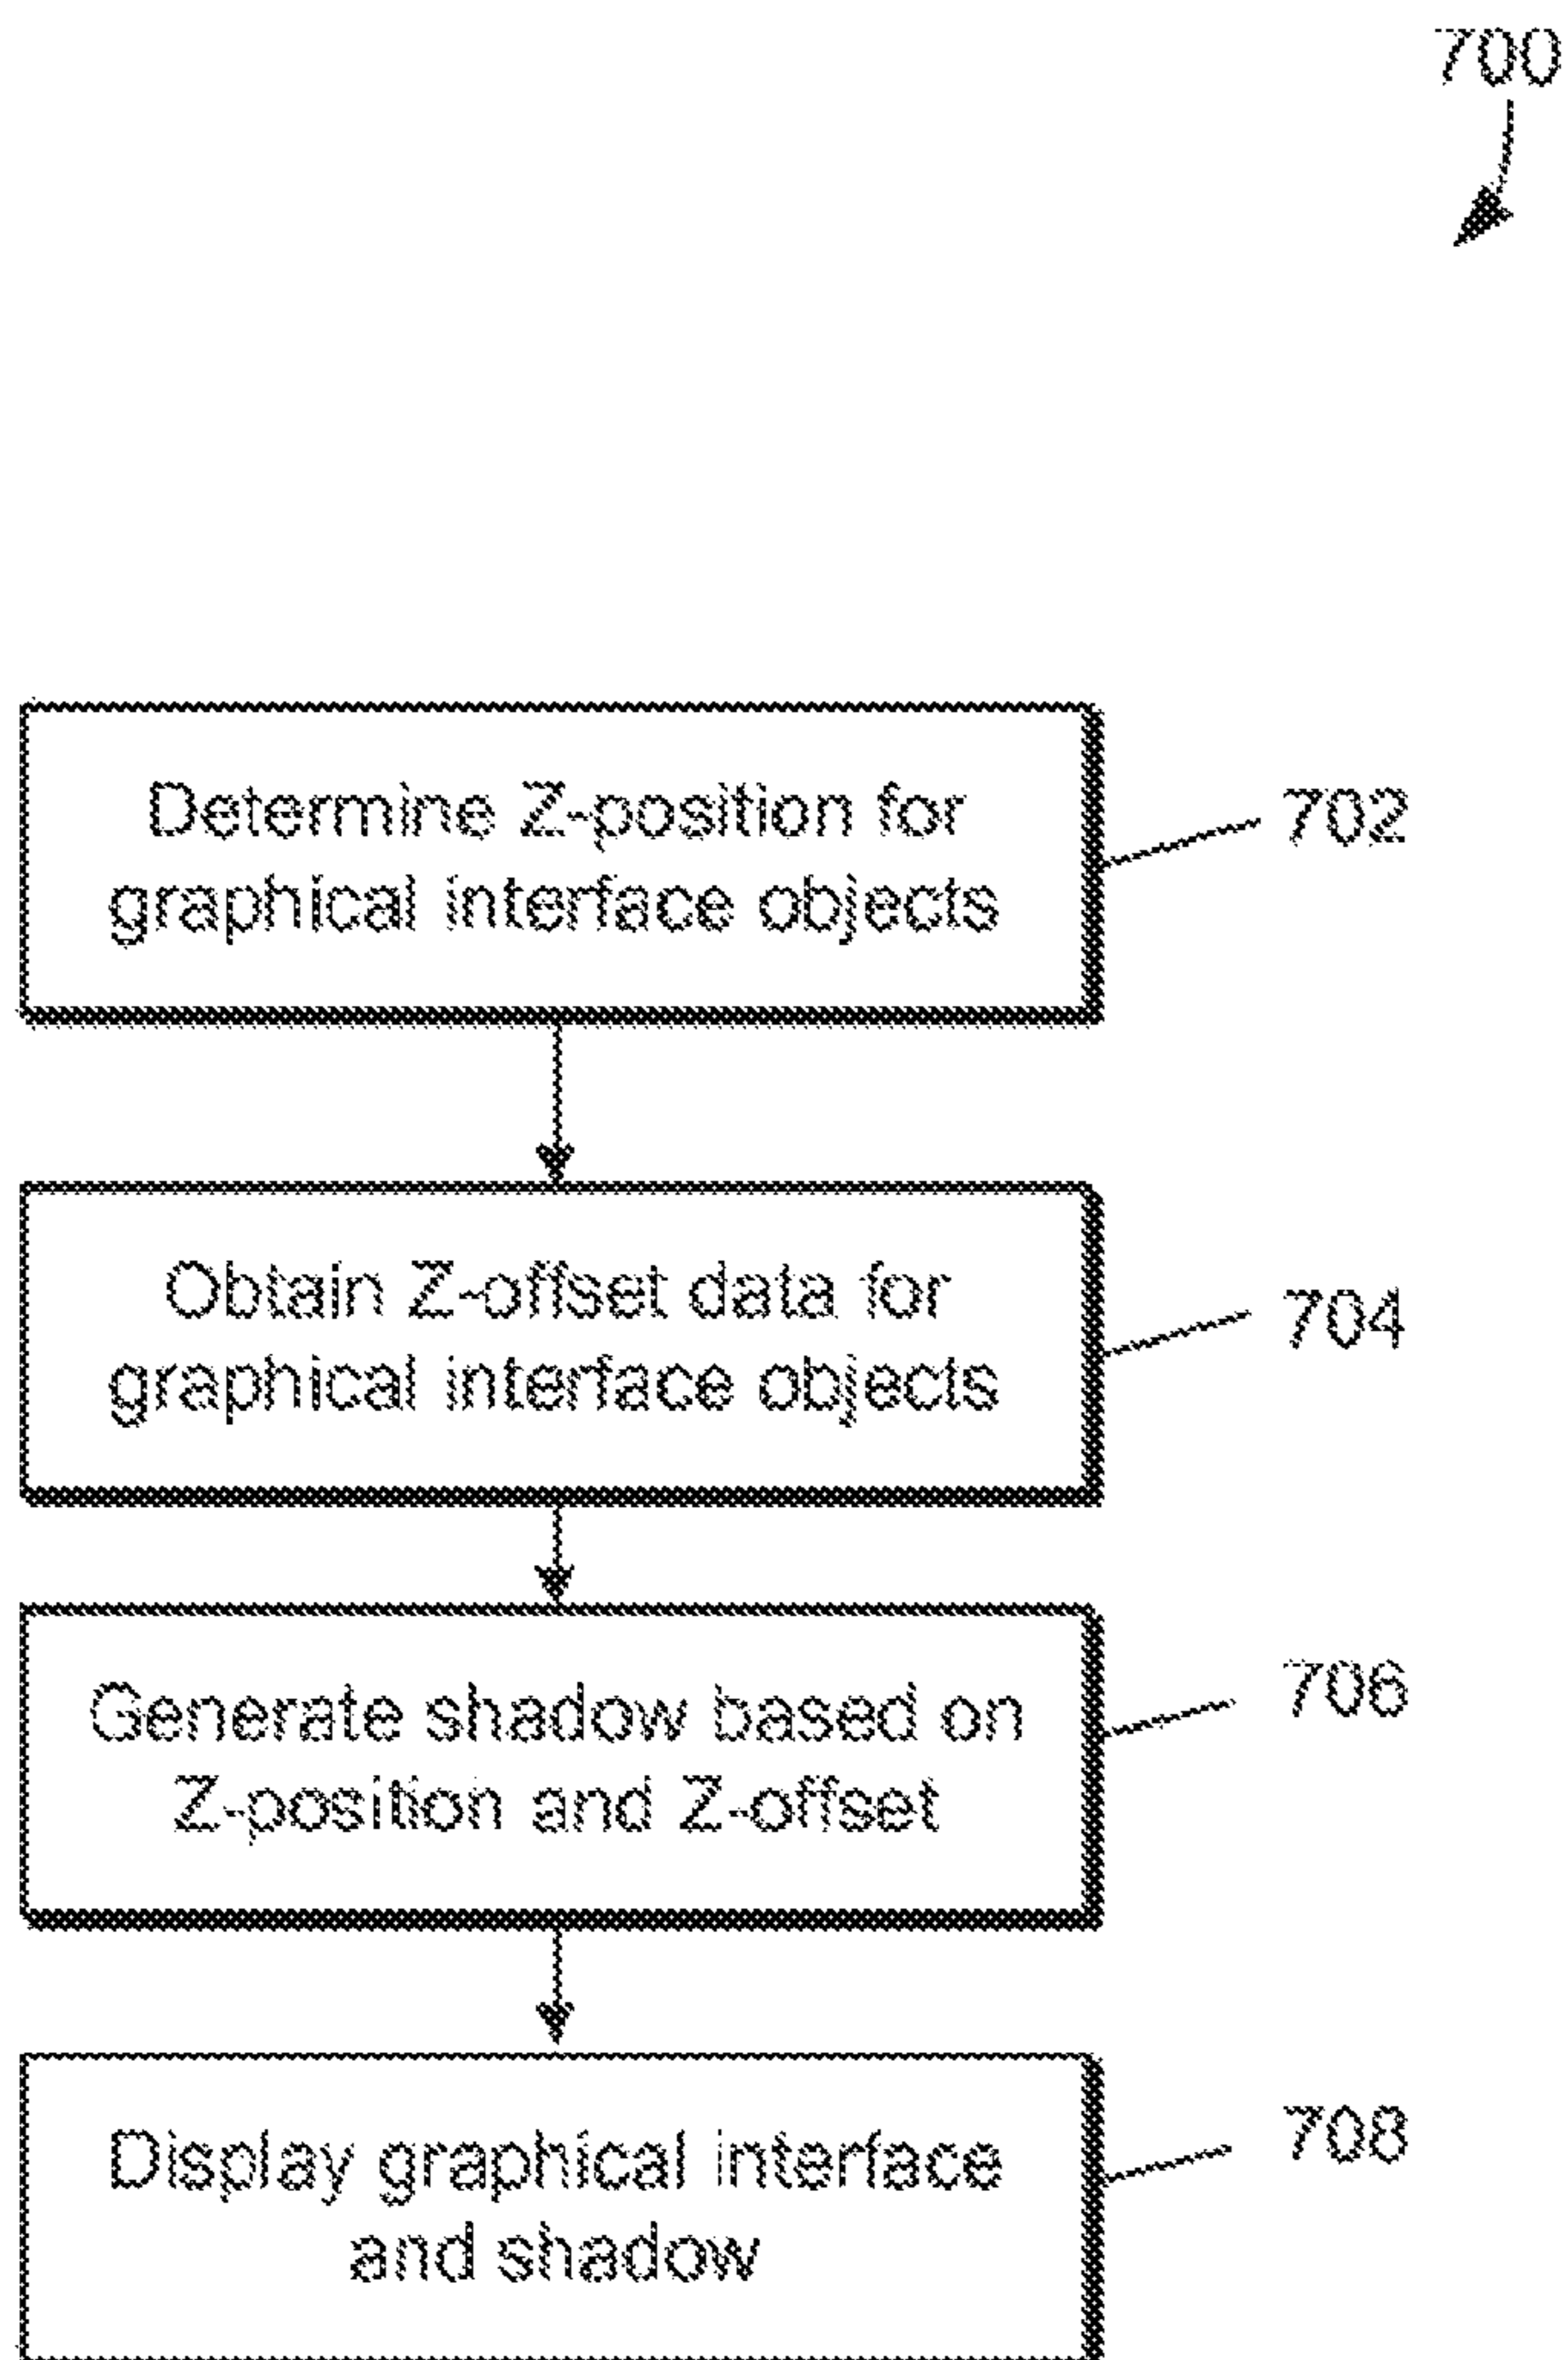 700
Determine Z-position for
graphical interface objects
702
Obtain Z-offset data for
graphical interface objects
704
Generate shadow based on
Z-position and Z-offset
706
Display graphical interface
and shadow
708